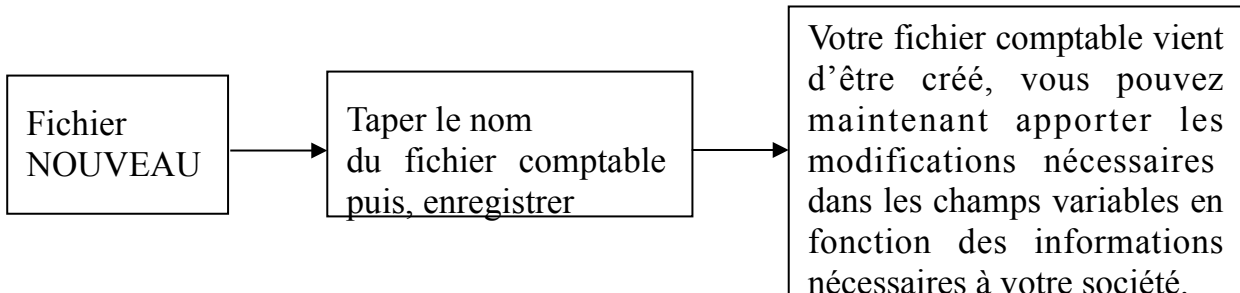 Fichier
NOUVEAU
Taper le nom
du fichier comptable
puis, enregistrer
Votre fichier comptable vient
d’être créé, vous pouvez
maintenant apporter les
modifications nécessaires
dans les champs variables en
fonction des informations
nécessaires à votre société.